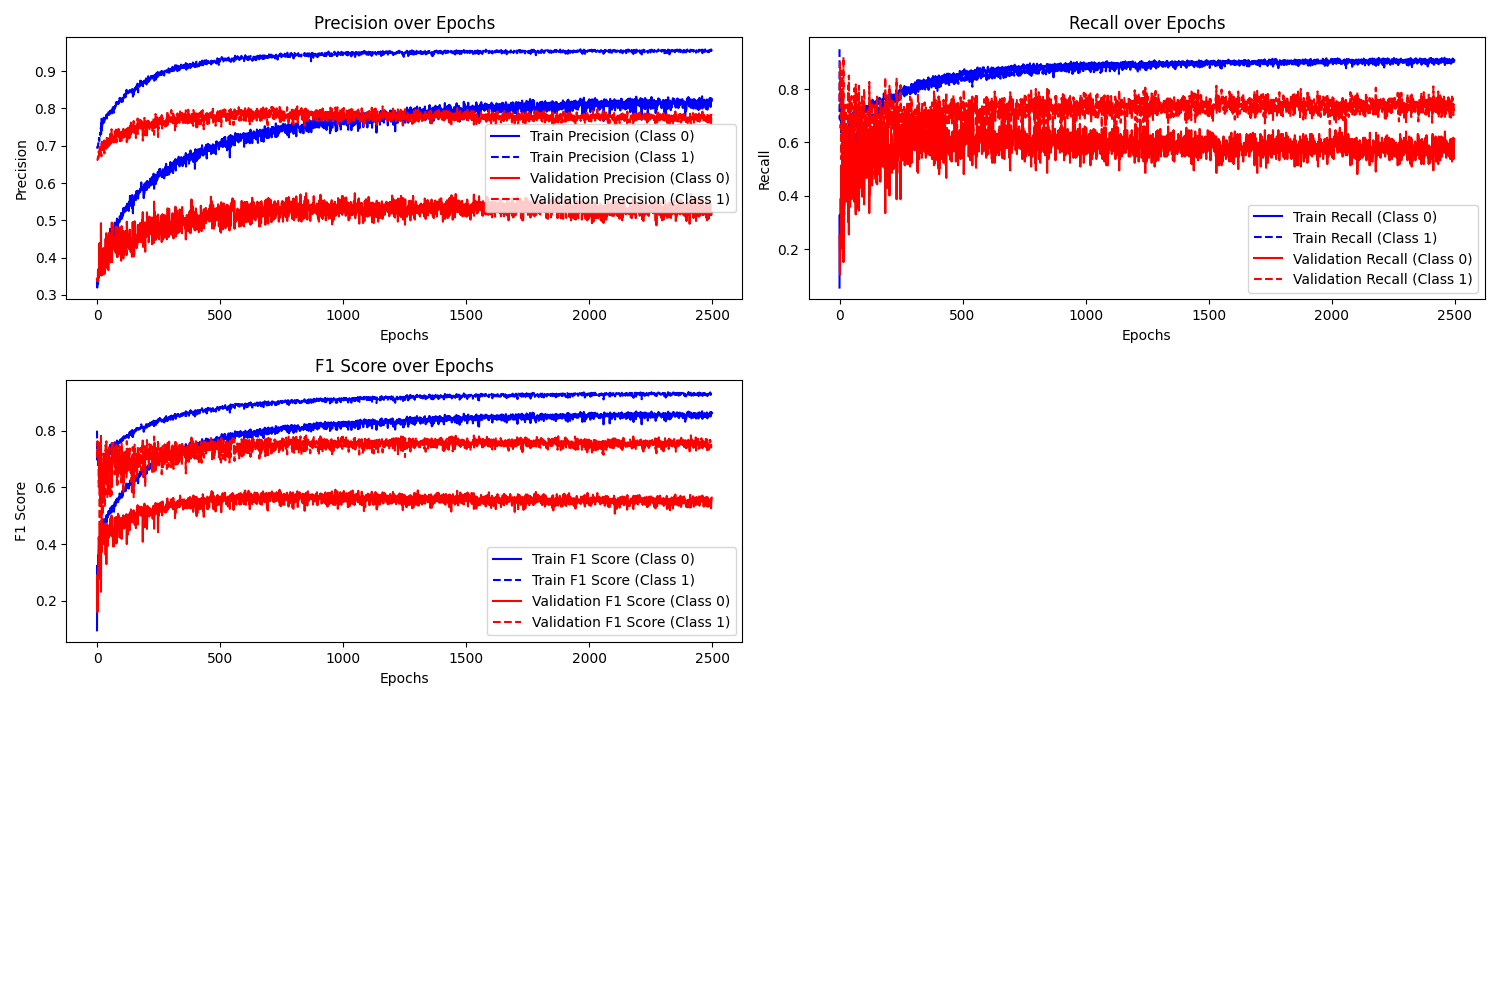 Precision over Epochs
Precision
0.9
0.8
0.7
0.6
0.5
0.4
0.3
Train Precision (Class 0)
Train Precision (Class 1)
Validation Precision (Class 0)
Validation Precision (Class 1)
0 500 1000 1500 2000 2500
Epochs
Recall over Epochs
Recall
0.8
0.6
0.4
0.2
Train Recall (Class 0)
Train Recall (Class 1)
Validation Recall (Class 0)
Validation Recall (Class 1)
0 500 1000 1500 2000 2500
Epochs
F1 Score over Epochs
F1 Score
0.8
0.6
0.4
0.2
Train F1 Score (Class 0)
Train F1 Score (Class 1)
Validation F1 Score (Class 0)
Validation F1 Score (Class 1)
0 500 1000 1500 2000 2500
Epochs